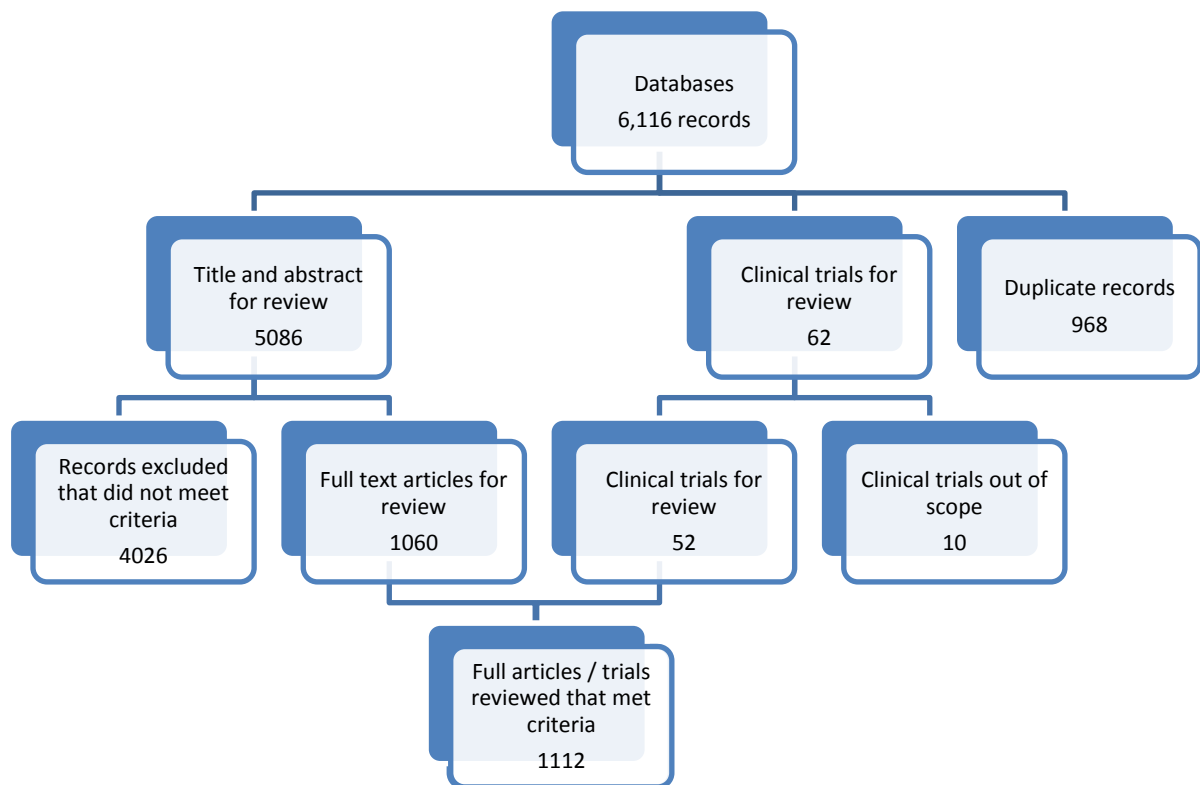 Databases
6,116 records
Title and abstract
for review
5086
Clinical trials for
review
62
Duplicate records
968
Records excluded
that did not meet
criteria
4026
Full text articles for
review
1060
Clinical trials for
review
52
Clinical trials out of
scope
10
Full articles / trials
reviewed that met
criteria
1112